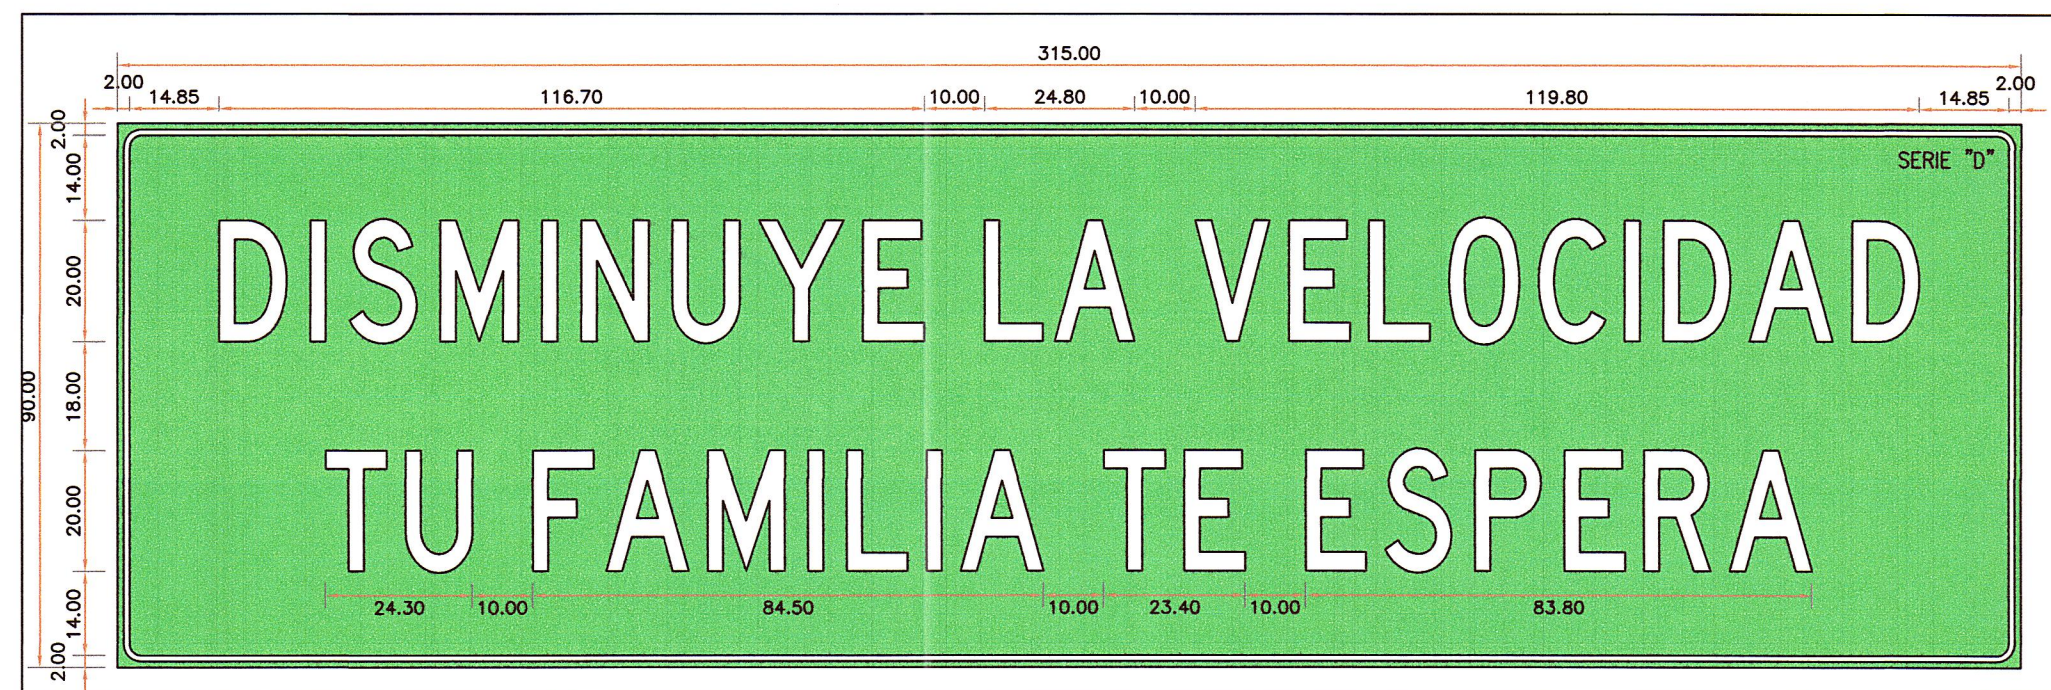 315.00
2.00 14.85 116.70 10.00 24.80 10.00 119.80 14.85 2.00
SERIE "D"
2.00
14.00
20.00
18.00
20.00
14.00
2.00
90.00
DISMINUYE LA VELOCIDAD
TU FAMILIA TE ESPERA
24.30 10.00 84.50 10.00 23.40 10.00 83.80